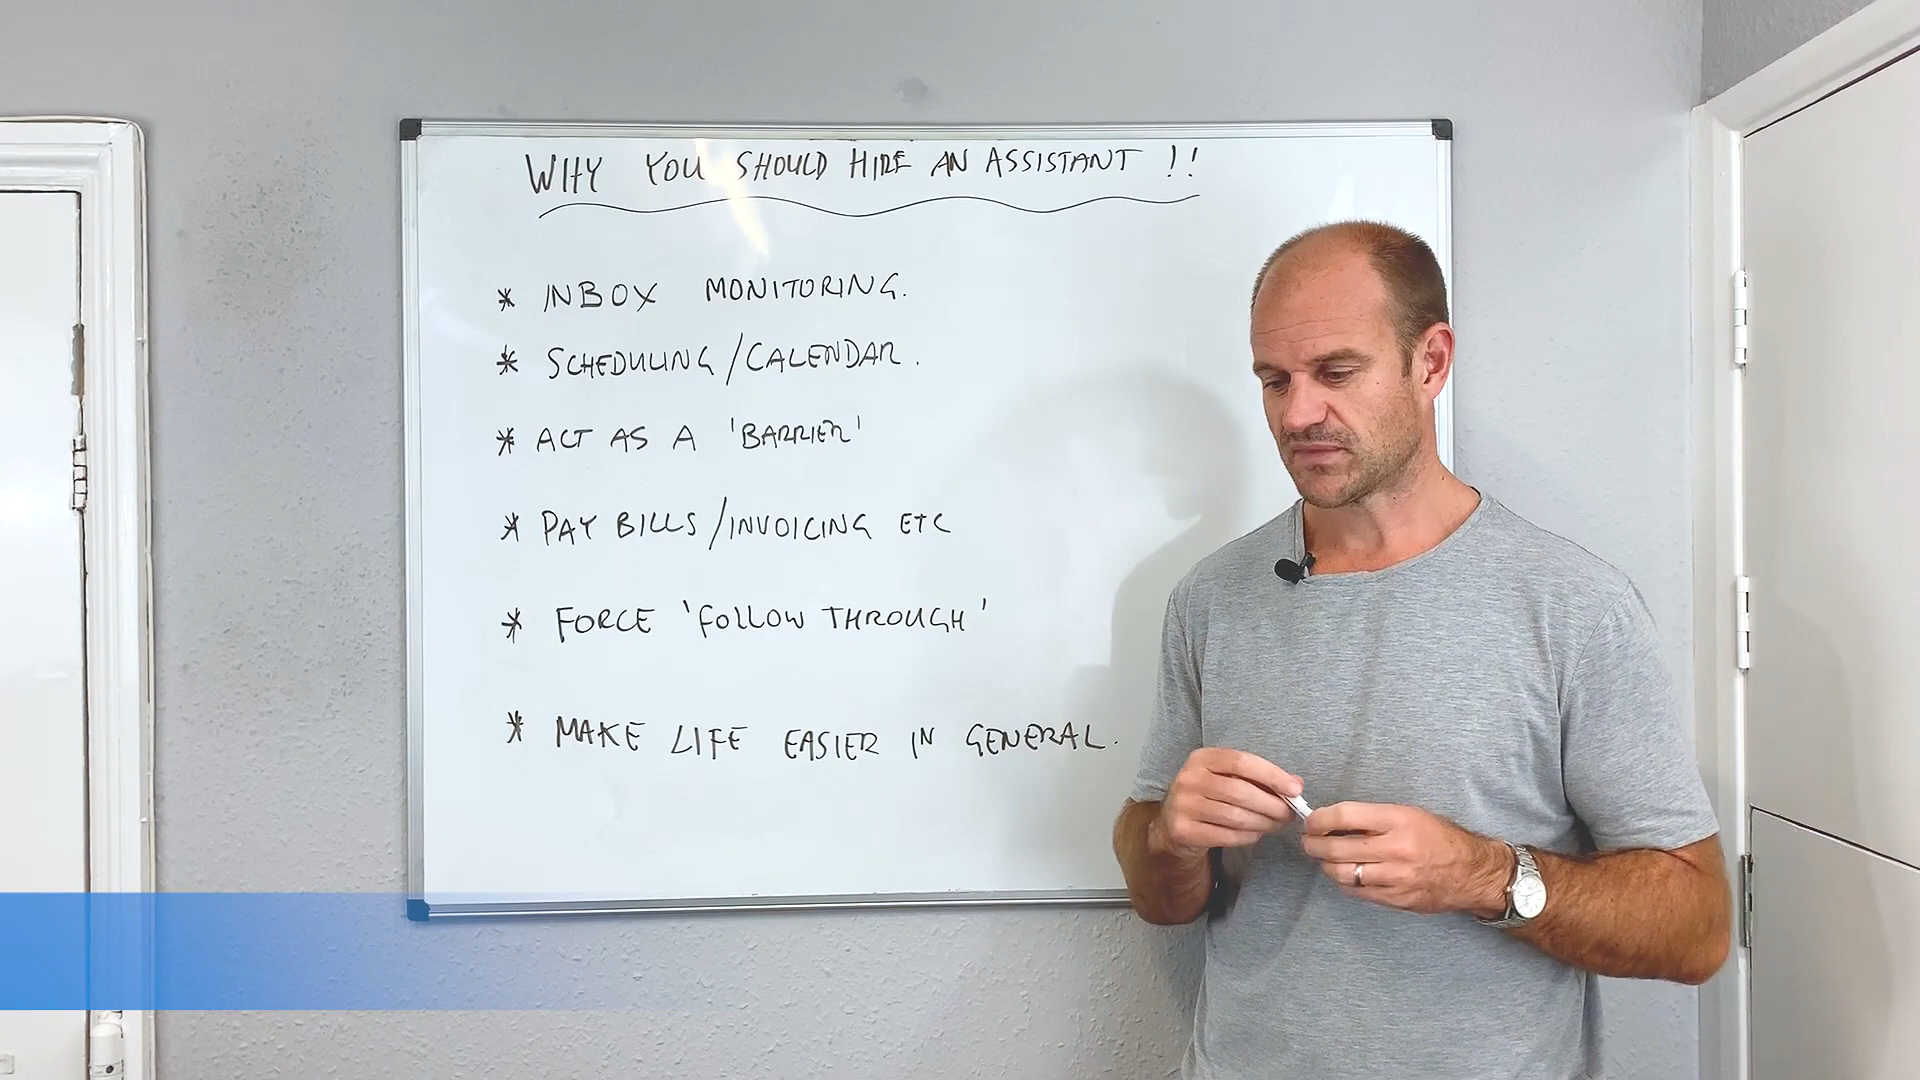 WHY YOU SHOULD HIRE AN ASSISTANT !!
* INBOX MONITORING.
* SCHEDULING/CALENDAR.
* ACT AS A 'BARRIER'
* PAY BILLS/INVOICING ETC
* FORCE 'FOLLOW THROUGH'
* MAKE LIFE EASIER IN GENERAL.